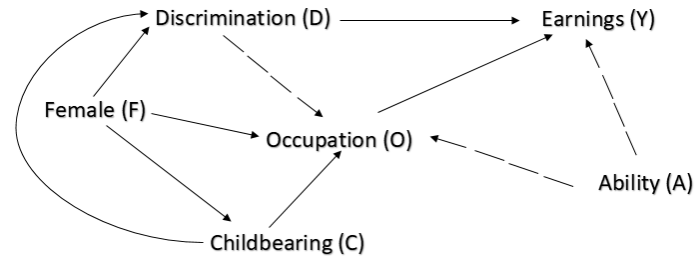 Discrimination (D)
Earnings (Y)
Female (F)
Occupation (O)
Ability (A)
Childbearing (C)